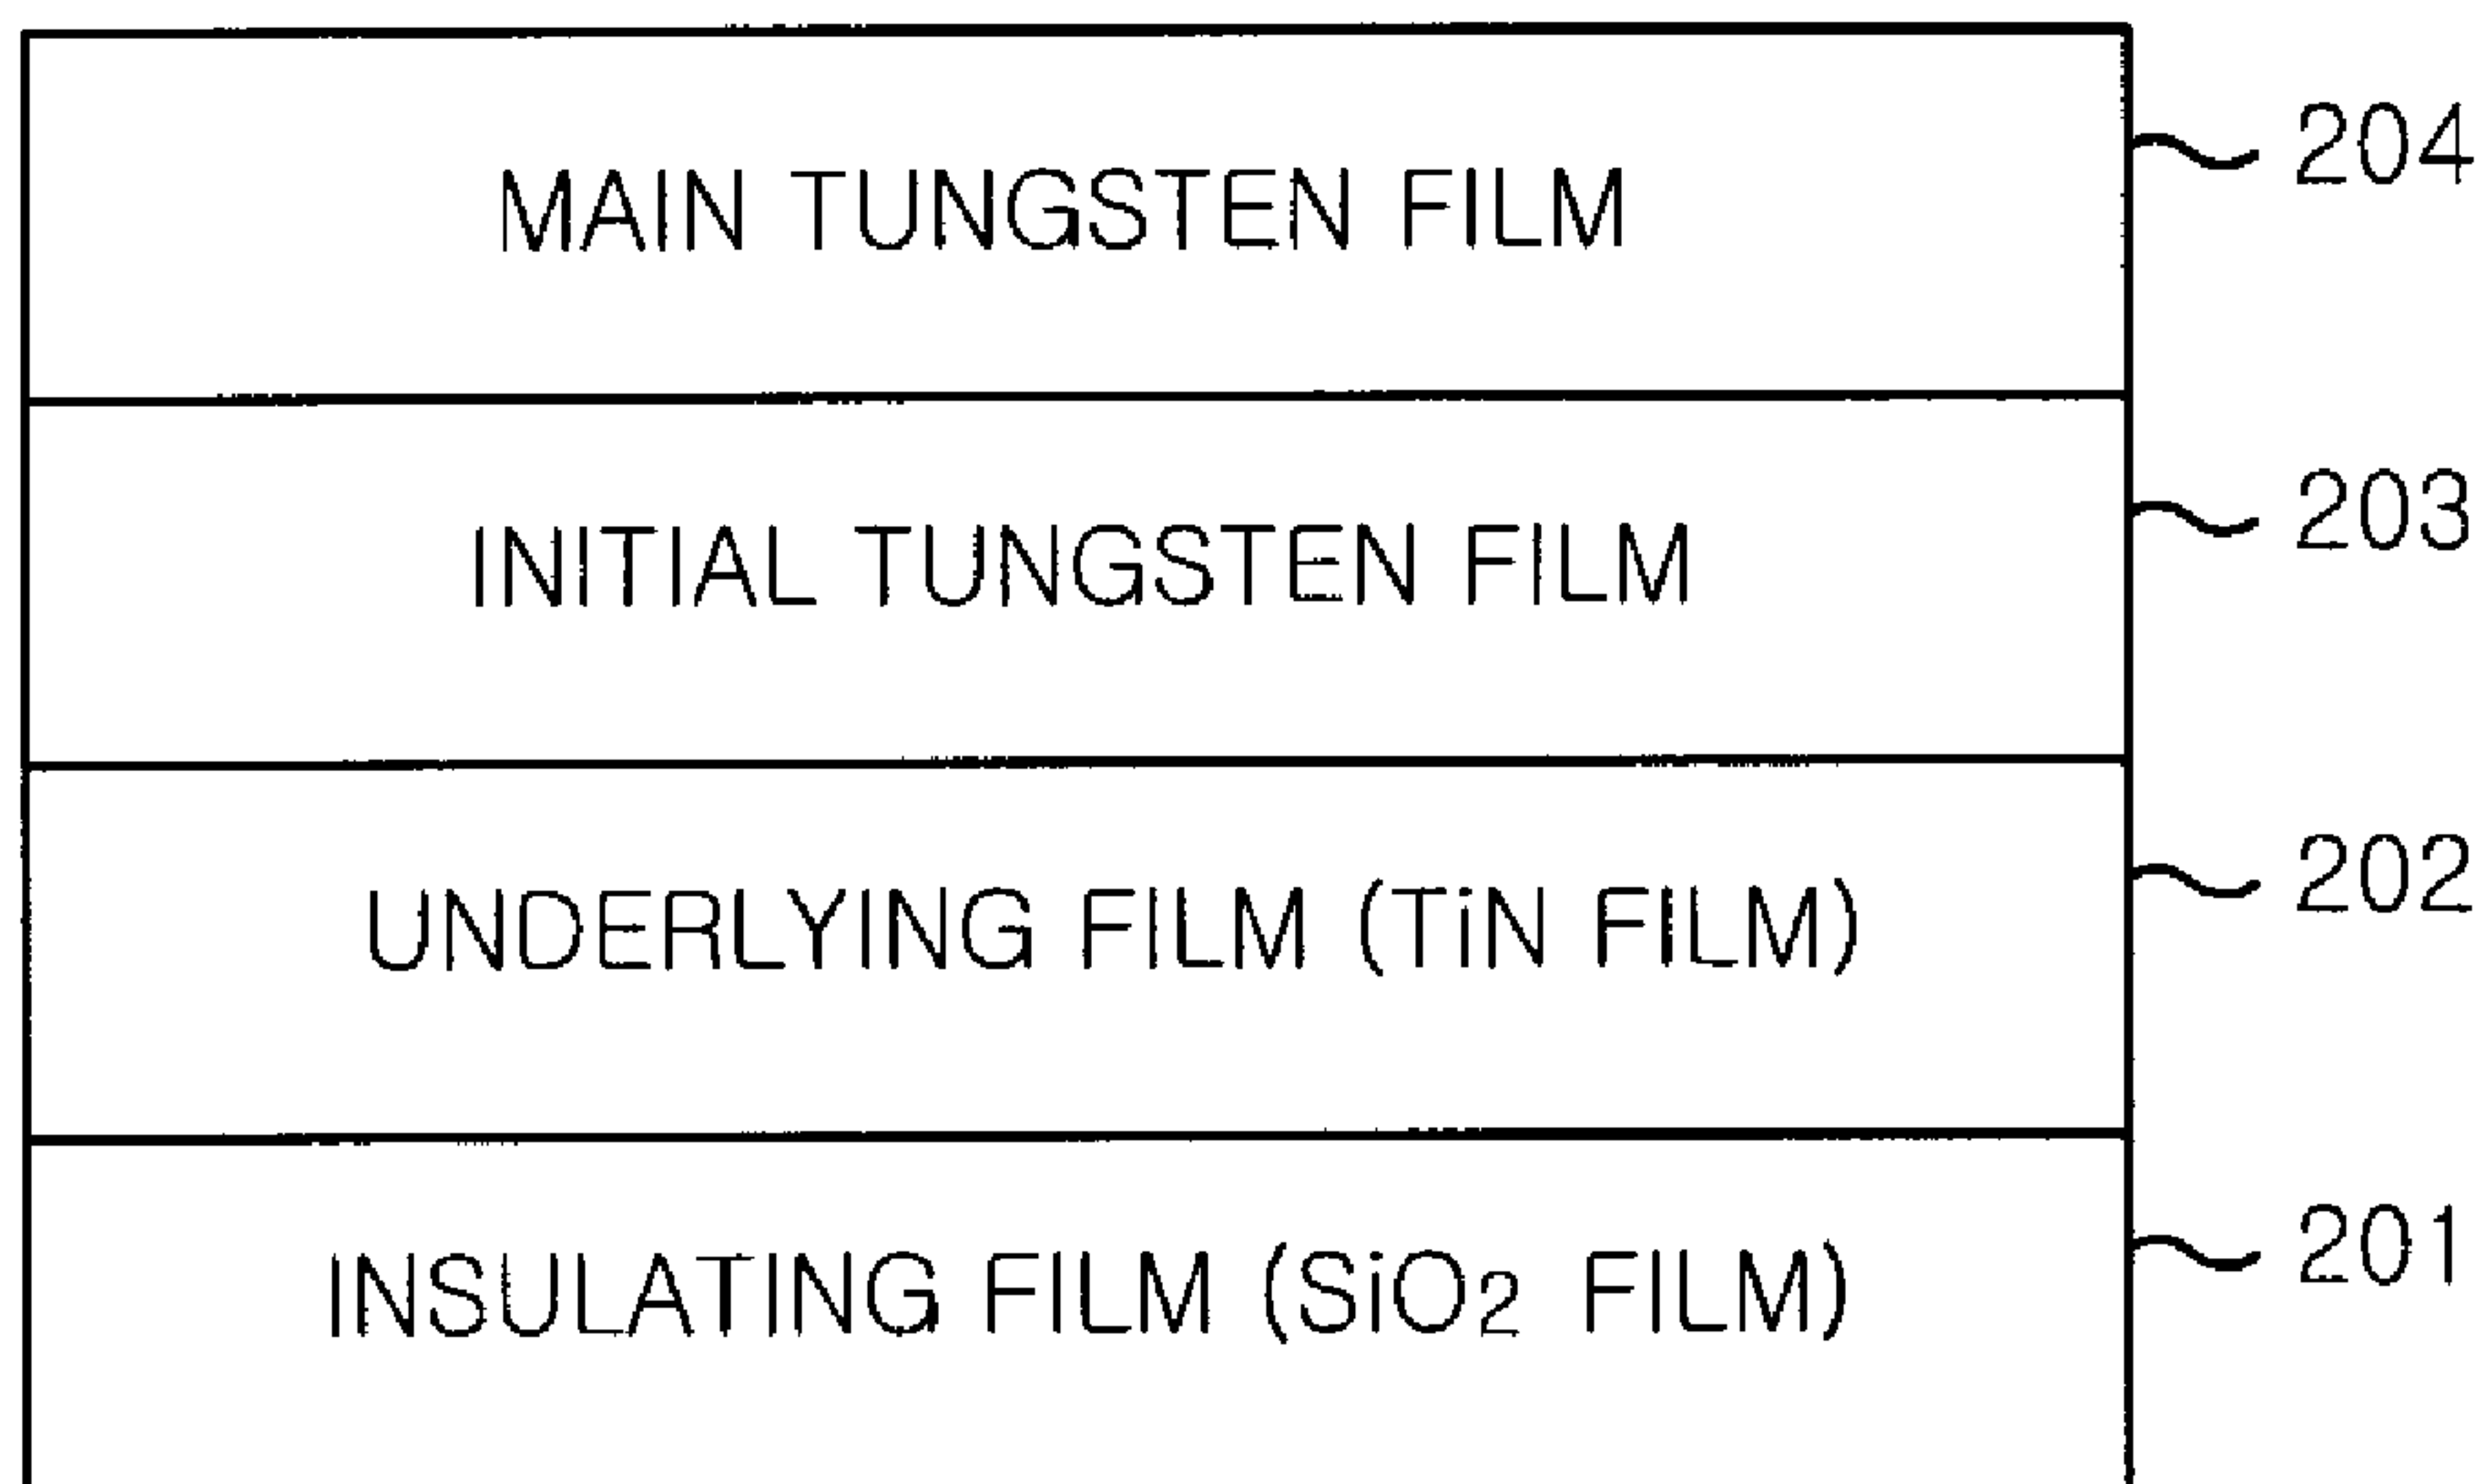 MAIN TUNGSTEN FILM 204
INITIAL TUNGSTEN FILM 203
UNDERLYING FILM (TiN FILM) 202
INSULATING FILM (SiO2 FILM) 201